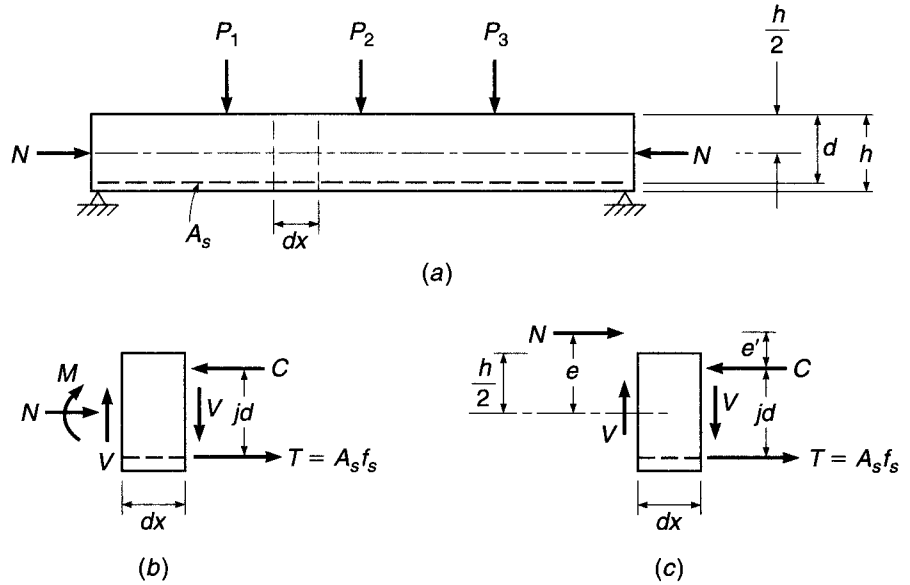 P1 P2 P3 h/2
N N d h
As
dx
(a)
N e′
M C h/2 e C
N V jd V V jd
V T = Asfs T = Asfs
dx dx
(b) (c)